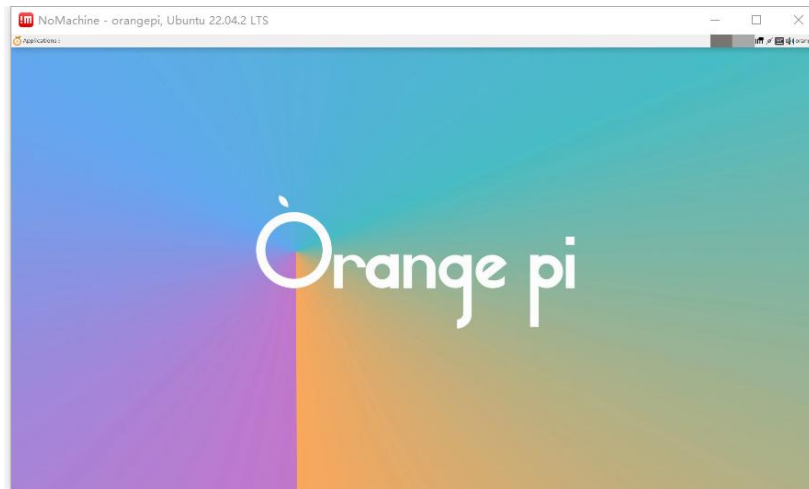 NoMachine - orangepi, Ubuntu 22.04.2 LTS
Applications :
Orange pi